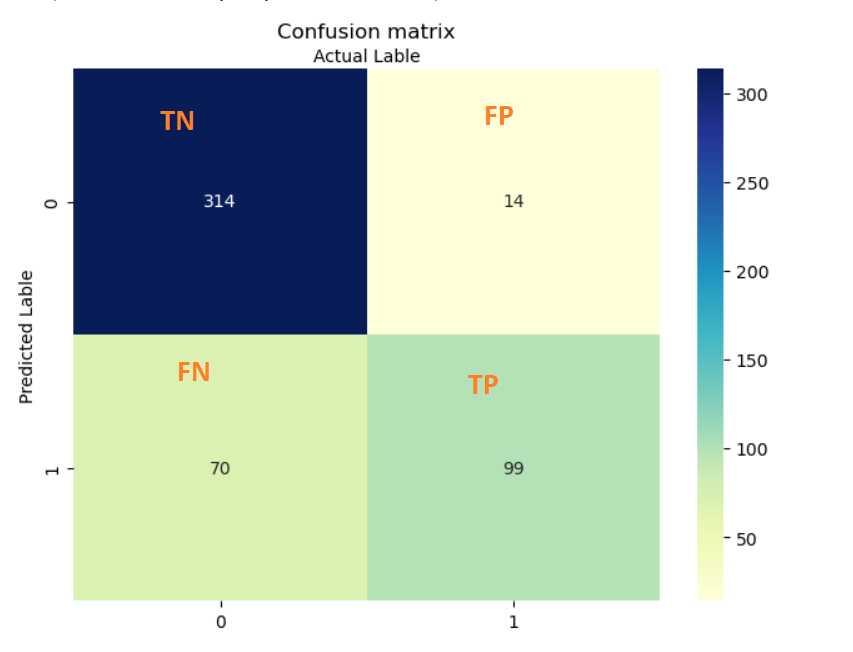 Confusion matrix
Actual Lable
TN
FP
300
250
0
314
14
200
Predicted Lable
150
FN
TP
100
1
70
99
50
0
1